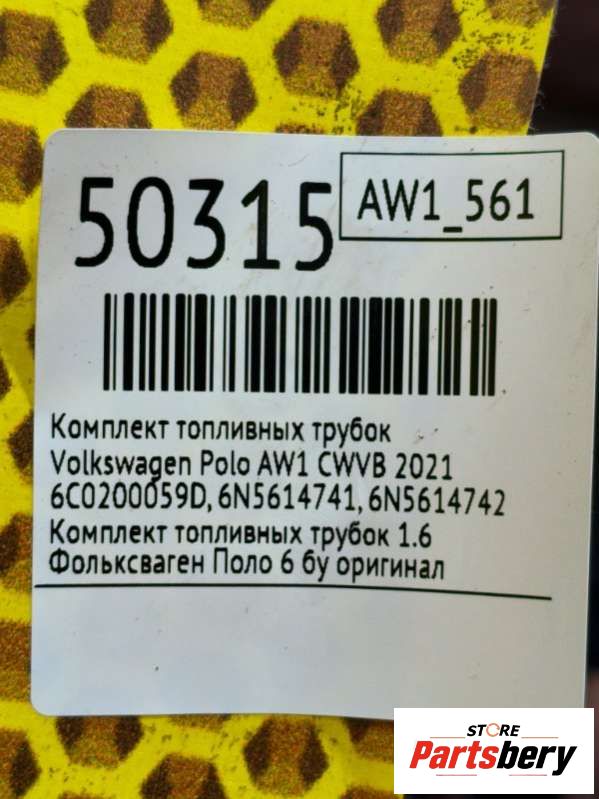 50315
AW1_561
Комплект топливных трубок
Volkswagen Polo AW1 CWVB 2021
6C0200059D, 6N5614741, 6N5614742
Комплект топливных трубок 1.6
Фольксваген Поло 6 бу оригинал
STORE
Partsbery